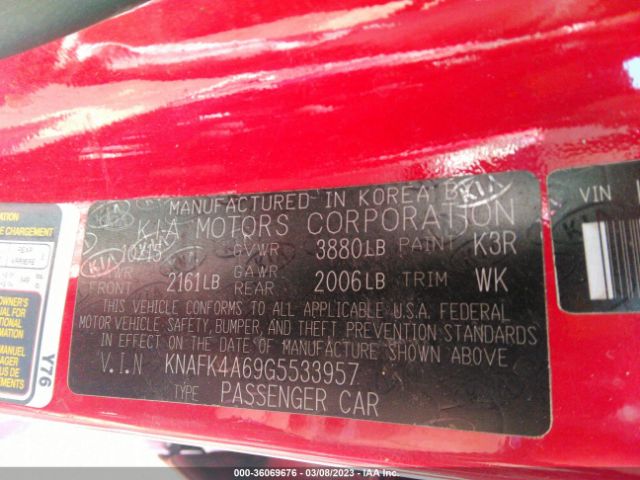 MANUFACTURED IN KOREA BY
KIA MOTORS CORPORATION
10/15 GVWR 3880LB PAINT K3R
GAWR FRONT 2161LB GAWR REAR 2006LB TRIM WK
THIS VEHICLE CONFORMS TO ALL APPLICABLE U.S.A. FEDERAL
MOTOR VEHICLE SAFETY, BUMPER, AND THEFT PREVENTION STANDARDS
IN EFFECT ON THE DATE OF MANUFACTURE SHOWN ABOVE
V.I.N KNAFK4A69G5533957
TYPE PASSENGER CAR
VIN
Y76
000-36069676 - 03/08/2023 - IAA Inc.